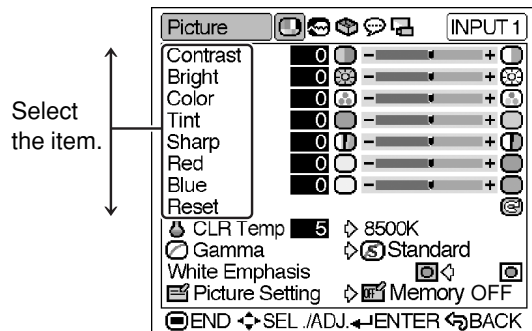 Picture INPUT 1
Select
the item.
Contrast 0 - +
Bright 0 - +
Color 0 - +
Tint 0 - +
Sharp 0 - +
Red 0 - +
Blue 0 - +
Reset
CLR Temp 5 8500K
Gamma S Standard
White Emphasis
Picture Setting OFF Memory OFF
END SEL./ADJ. ENTER BACK